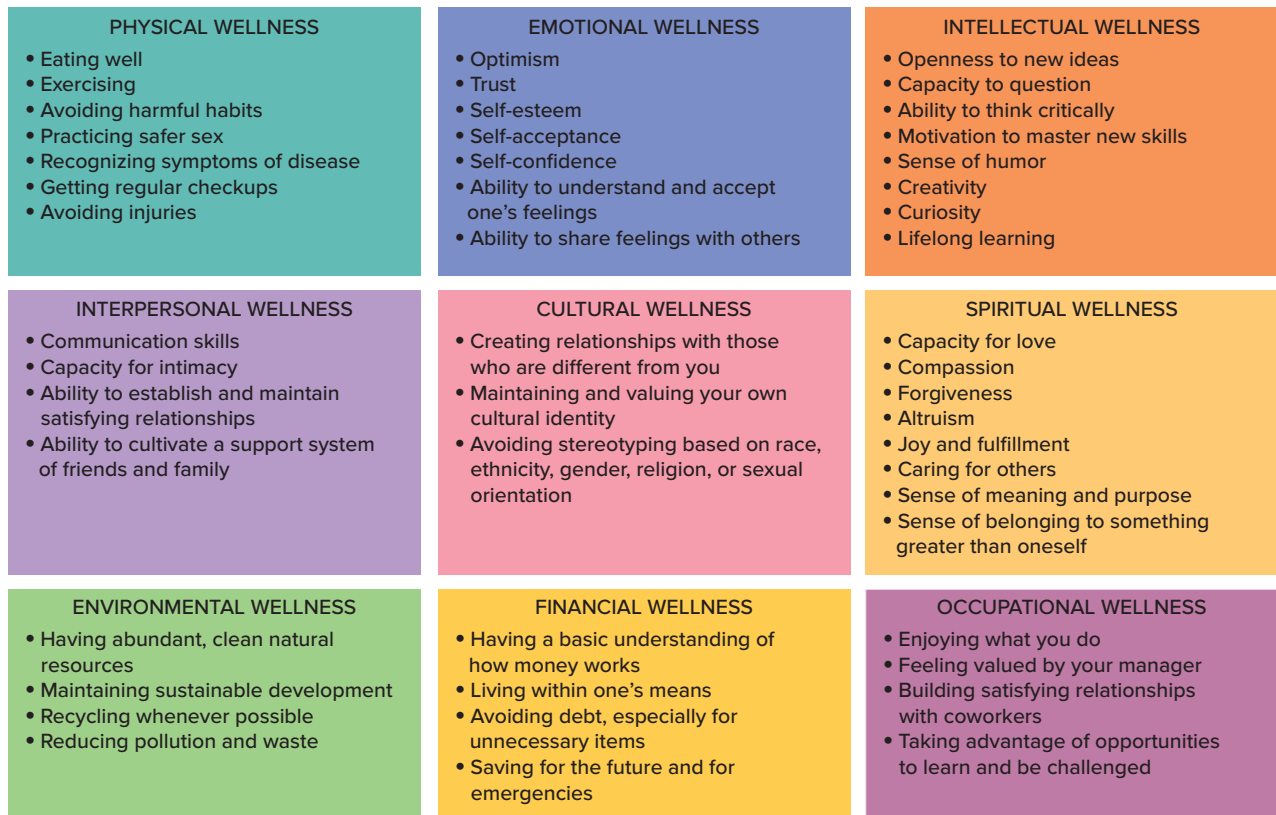 PHYSICAL WELLNESS
• Eating well
• Exercising
• Avoiding harmful habits
• Practicing safer sex
• Recognizing symptoms of disease
• Getting regular checkups
• Avoiding injuries
EMOTIONAL WELLNESS
• Optimism
• Trust
• Self-esteem
• Self-acceptance
• Self-confidence
• Ability to understand and accept
one’s feelings
• Ability to share feelings with others
INTELLECTUAL WELLNESS
• Openness to new ideas
• Capacity to question
• Ability to think critically
• Motivation to master new skills
• Sense of humor
• Creativity
• Curiosity
• Lifelong learning
INTERPERSONAL WELLNESS
• Communication skills
• Capacity for intimacy
• Ability to establish and maintain
satisfying relationships
• Ability to cultivate a support system
of friends and family
CULTURAL WELLNESS
• Creating relationships with those
who are different from you
• Maintaining and valuing your own
cultural identity
• Avoiding stereotyping based on race,
ethnicity, gender, religion, or sexual
orientation
SPIRITUAL WELLNESS
• Capacity for love
• Compassion
• Forgiveness
• Altruism
• Joy and fulfillment
• Caring for others
• Sense of meaning and purpose
• Sense of belonging to something
greater than oneself
ENVIRONMENTAL WELLNESS
• Having abundant, clean natural
resources
• Maintaining sustainable development
• Recycling whenever possible
• Reducing pollution and waste
FINANCIAL WELLNESS
• Having a basic understanding of
how money works
• Living within one’s means
• Avoiding debt, especially for
unnecessary items
• Saving for the future and for
emergencies
OCCUPATIONAL WELLNESS
• Enjoying what you do
• Feeling valued by your manager
• Building satisfying relationships
with coworkers
• Taking advantage of opportunities
to learn and be challenged